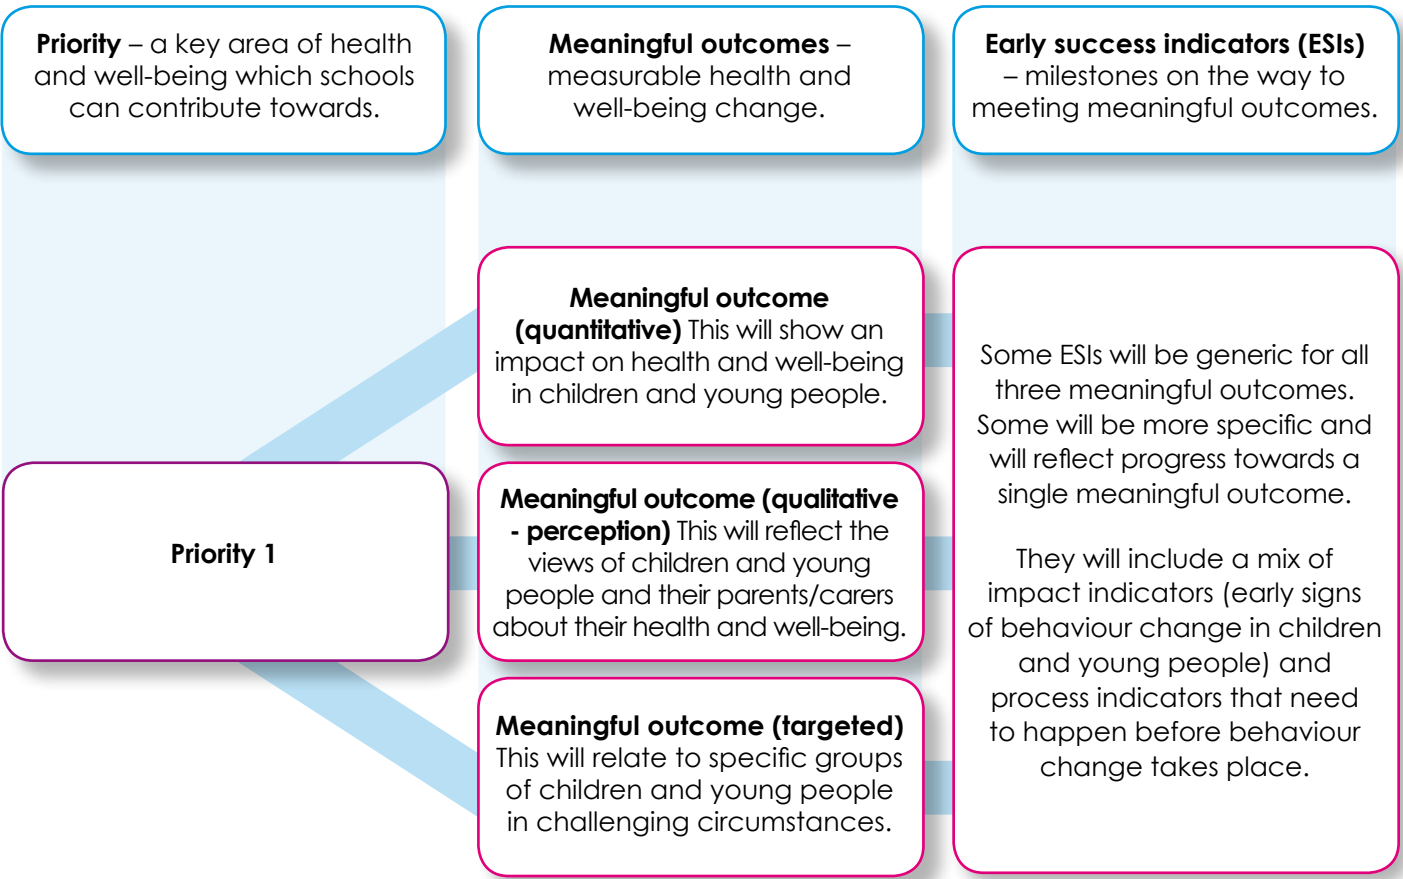 Priority – a key area of health
and well-being which schools
can contribute towards.
Meaningful outcomes –
measurable health and
well-being change.
Early success indicators (ESIs)
– milestones on the way to
meeting meaningful outcomes.
Priority 1
Meaningful outcome
(quantitative) This will show an
impact on health and well-being
in children and young people.
Meaningful outcome (qualitative
- perception) This will reflect the
views of children and young
people and their parents/carers
about their health and well-being.
Meaningful outcome (targeted)
This will relate to specific groups
of children and young people
in challenging circumstances.
Some ESIs will be generic for all
three meaningful outcomes.
Some will be more specific and
will reflect progress towards a
single meaningful outcome.
They will include a mix of
impact indicators (early signs
of behaviour change in children
and young people) and
process indicators that need
to happen before behaviour
change takes place.